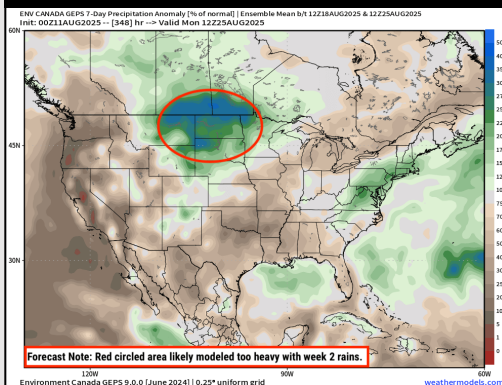 ENV CANADA GEPS 7-Day Precipitation Anomaly [% of normal] | Ensemble Mean b/t 12Z18AUG2025 & 12Z25AUG2025
Init: 00Z11AUG2025 -- [348] hr --> Valid Mon 12Z25AUG2025
60N
45N
30N
120W
90W
60W
Forecast Note: Red circled area likely modeled too heavy with week 2 rains.
Environment Canada GEPS 9.0.0 [June 2024] | 0.25° uniform grid
weathermodels.com